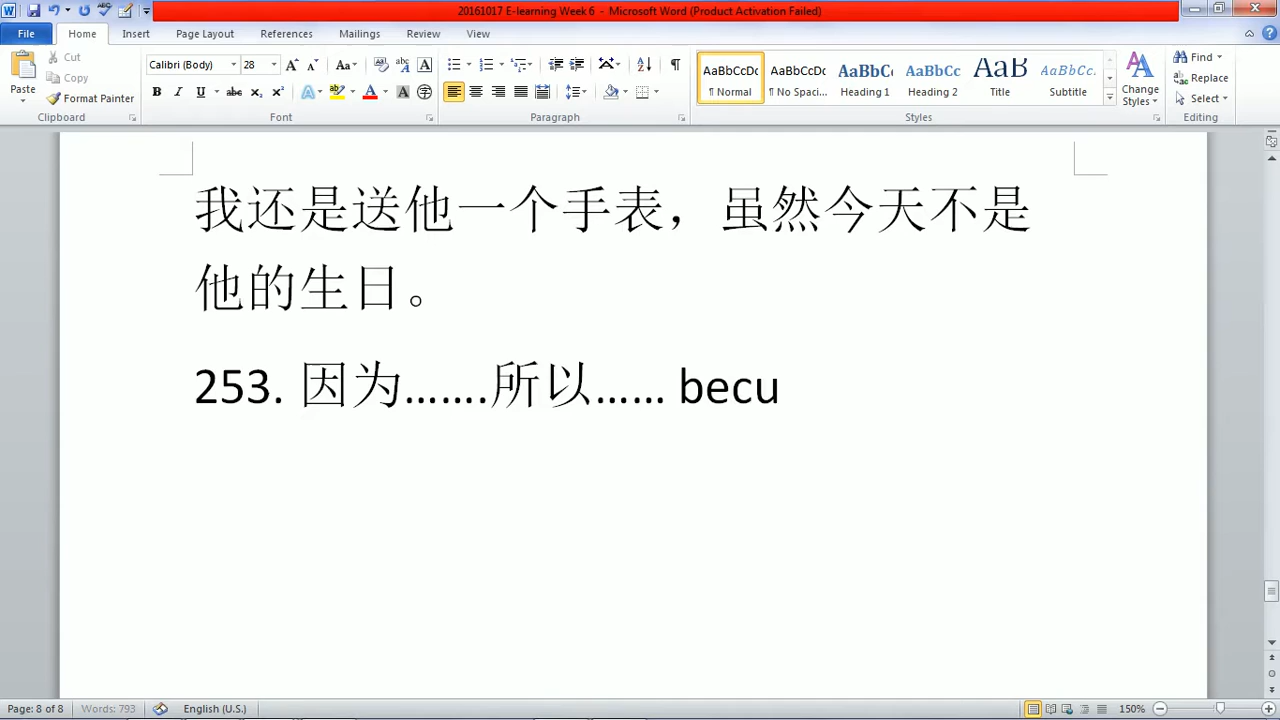 20161017 E-learning Week 6 - Microsoft Word (Product Activation Failed)
File Home Insert Page Layout References Mailings Review View
Calibri (Body) 28 Aa A
Cut
Copy
Format Painter
Paste
B I U abc x₂ x² A A A
AaBbCcDc AaBbCcDc AaBbCc AaBbCc AaB AaBbCc.
¶ Normal ¶ No Spaci... Heading 1 Heading 2 Title Subtitle
Change Styles
Find
Replace
Select
Clipboard Font Paragraph Styles Editing
我还是送他一个手表，虽然今天不是
他的生日。
253. 因为…….所以…… becu
Page: 8 of 8 Words: 793 English (U.S.) 150%